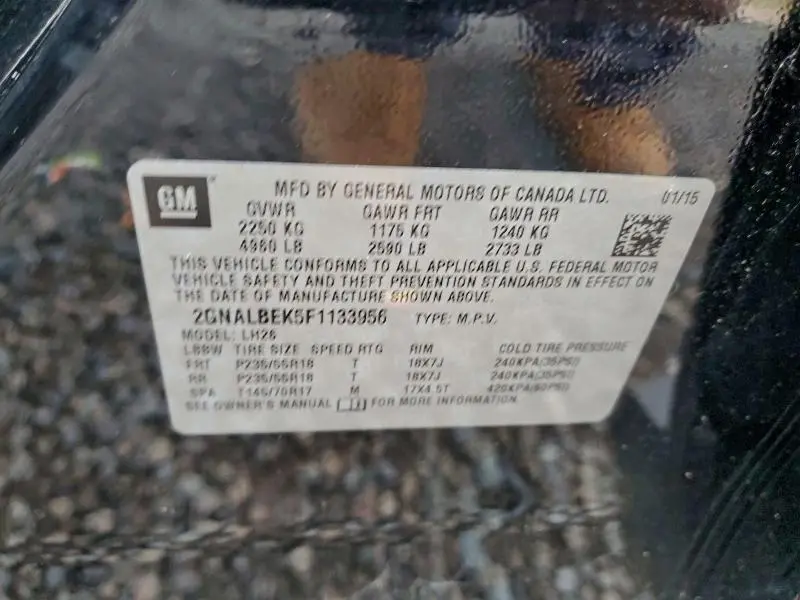 GM
MFD BY GENERAL MOTORS OF CANADA LTD. 01/15
GVWR GAWR FRT GAWR RR
2250 KG 1175 KG 1240 KG
4960 LB 2590 LB 2733 LB
THIS VEHICLE CONFORMS TO ALL APPLICABLE U.S. FEDERAL MOTOR
VEHICLE SAFETY AND THEFT PREVENTION STANDARDS IN EFFECT ON
THE DATE OF MANUFACTURE SHOWN ABOVE.
2GNALBEK5F1133956 TYPE: M.P.V.
MODEL: LH26
TIRE SIZE SPEED RTG RIM COLD TIRE PRESSURE
FRT P235/55R18 T 18X7J 240KPA(35PSI)
RR P235/55R18 T 18X7J 240KPA(35PSI)
SPA T145/70R17 M 17X4.5T 420KPA(60PSI)
SEE OWNER'S MANUAL FOR MORE INFORMATION